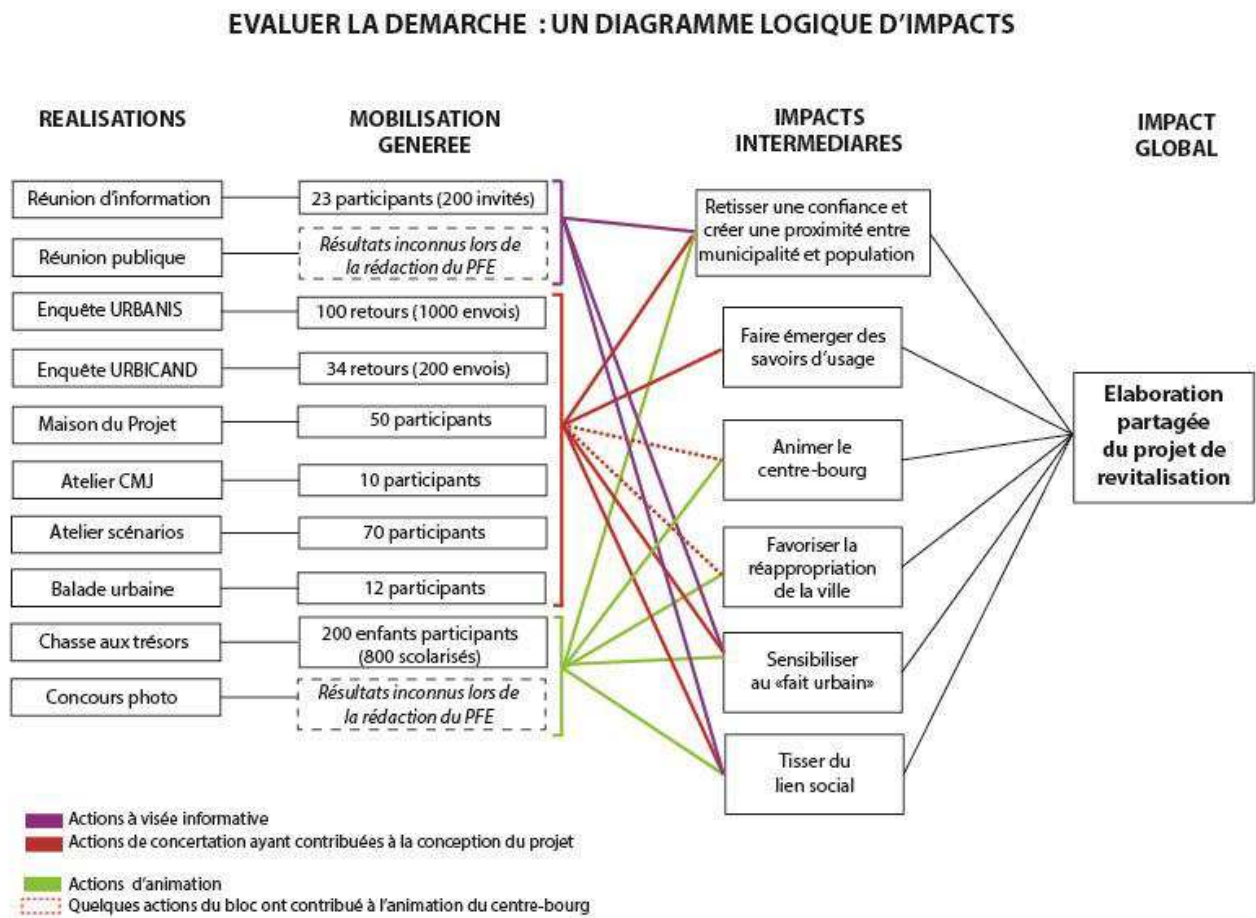 EVALUER LA DEMARCHE : UN DIAGRAMME LOGIQUE D'IMPACTS
REALISATIONS
MOBILISATION
GENEREE
IMPACTS
INTERMEDIARES
IMPACT
GLOBAL
Réunion d'information
23 participants (200 invités)
Réunion publique
Résultats inconnus lors de
la rédaction du PFE
Enquête URBANIS
100 retours (1000 envois)
Enquête URBICAND
34 retours (200 envois)
Maison du Projet
50 participants
Atelier CMJ
10 participants
Atelier scénarios
70 participants
Balade urbaine
12 participants
Chasse aux trésors
200 enfants participants
(800 scolarisés)
Concours photo
Résultats inconnus lors de
la rédaction du PFE
Retisser une confiance et
créer une proximité entre
municipalité et population
Faire émerger des
savoirs d'usage
Animer le
centre-bourg
Favoriser la
réappropriation
de la ville
Sensibiliser
au «fait urbain»
Tisser du
lien social
Elaboration
partagée
du projet de
revitalisation
Actions à visée informative
Actions de concertation ayant contribuées à la conception du projet
Actions d'animation
Quelques actions du bloc ont contribué à l'animation du centre-bourg